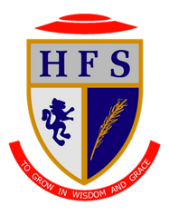 HFS
TO GROW IN WISDOM AND GRACE